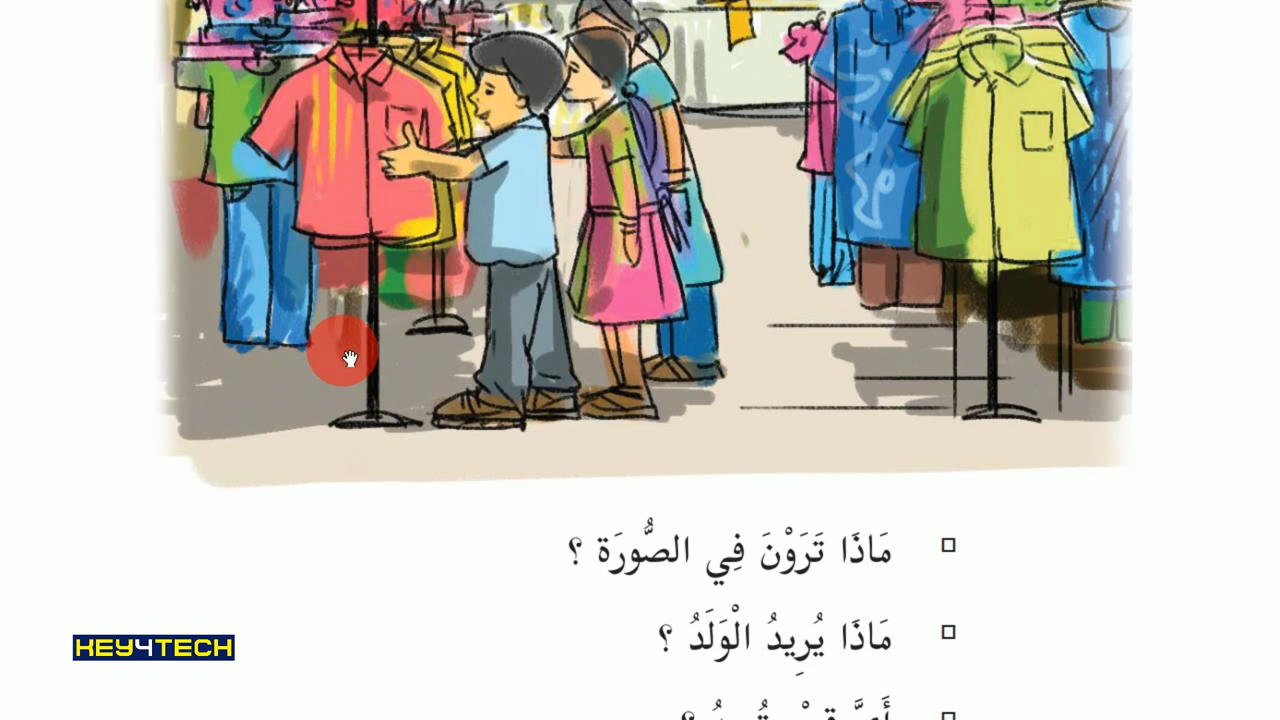 مَاذَا تَرَوْنَ فِي الصُّورَة ؟
مَاذَا يُرِيدُ الْوَلَدُ ؟
KEY4TECH